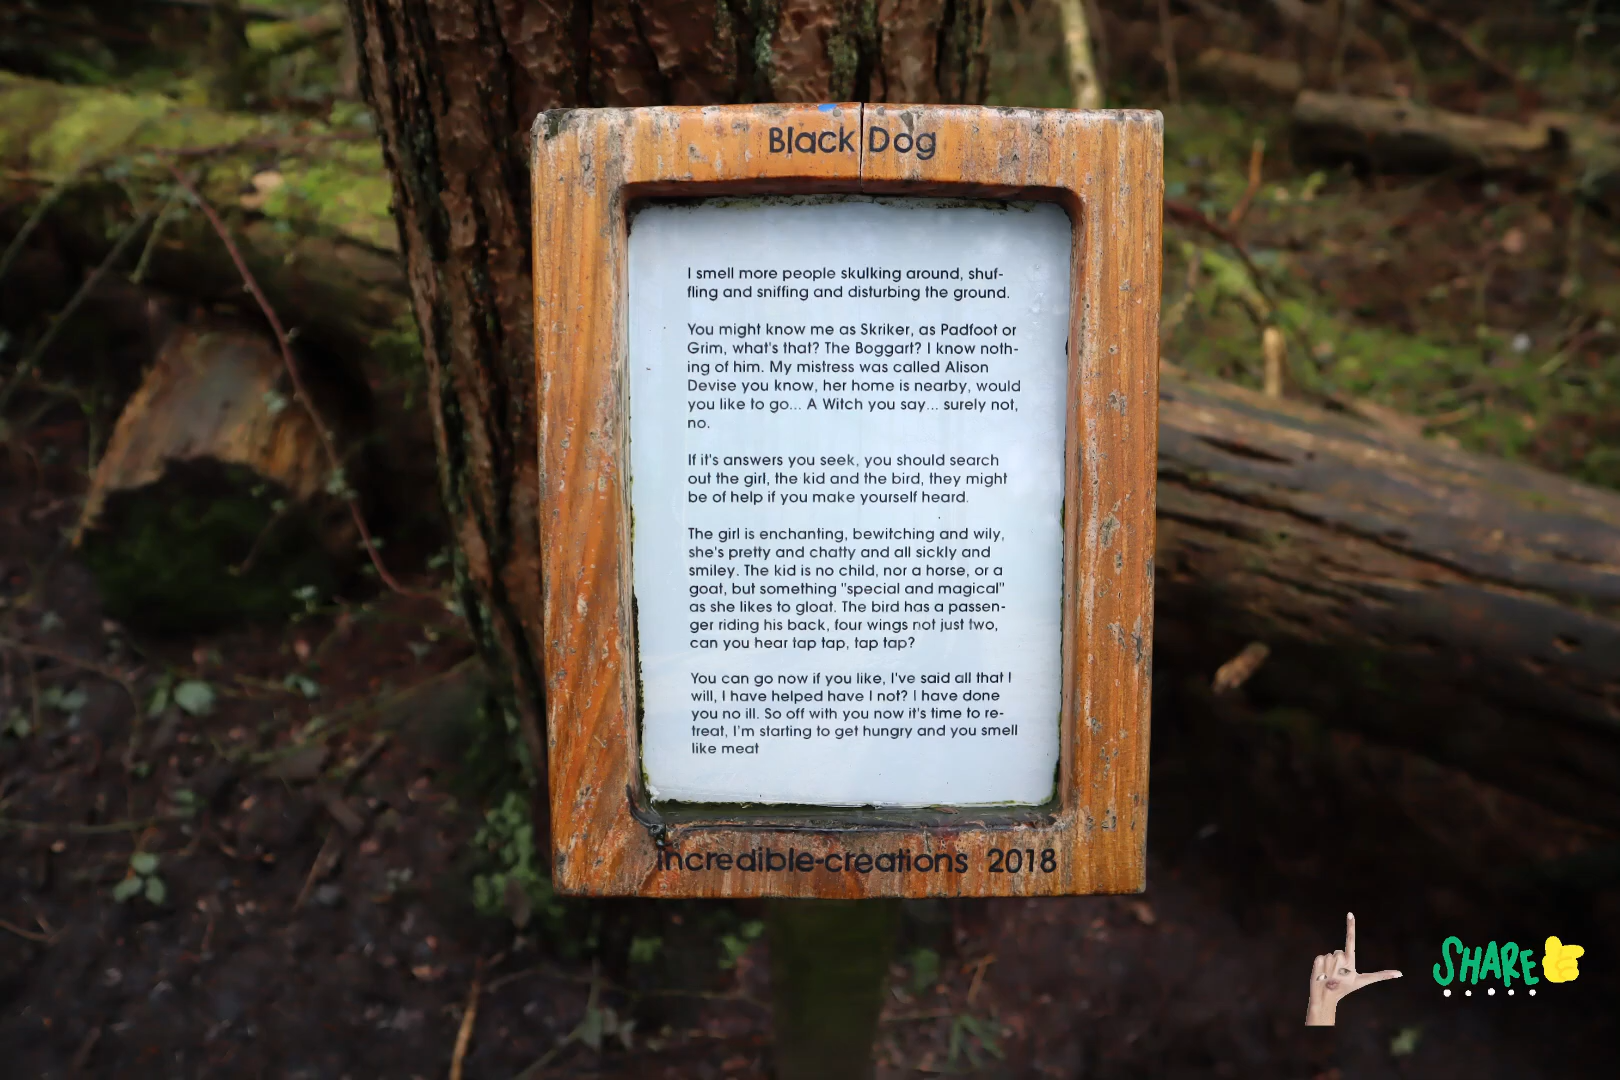 Black Dog
I smell more people skulking around, shuf-
fling and sniffing and disturbing the ground.
You might know me as Skriker, as Padfoot or
Grim, what's that? The Boggart? I know noth-
ing of him. My mistress was called Alison
Devise you know, her home is nearby, would
you like to go... A Witch you say... surely not,
no.
If it's answers you seek, you should search
out the girl, the kid and the bird, they might
be of help if you make yourself heard.
The girl is enchanting, bewitching and wily,
she's pretty and chatty and all sickly and
smiley. The kid is no child, nor a horse, or a
goat, but something "special and magical"
as she likes to gloat. The bird has a passen-
ger riding his back, four wings not just two,
can you hear tap tap, tap tap?
You can go now if you like, I've said all that I
will, I have helped have I not? I have done
you no ill. So off with you now it's time to re-
treat, I'm starting to get hungry and you smell
like meat
incredible-creations 2018
SHARE